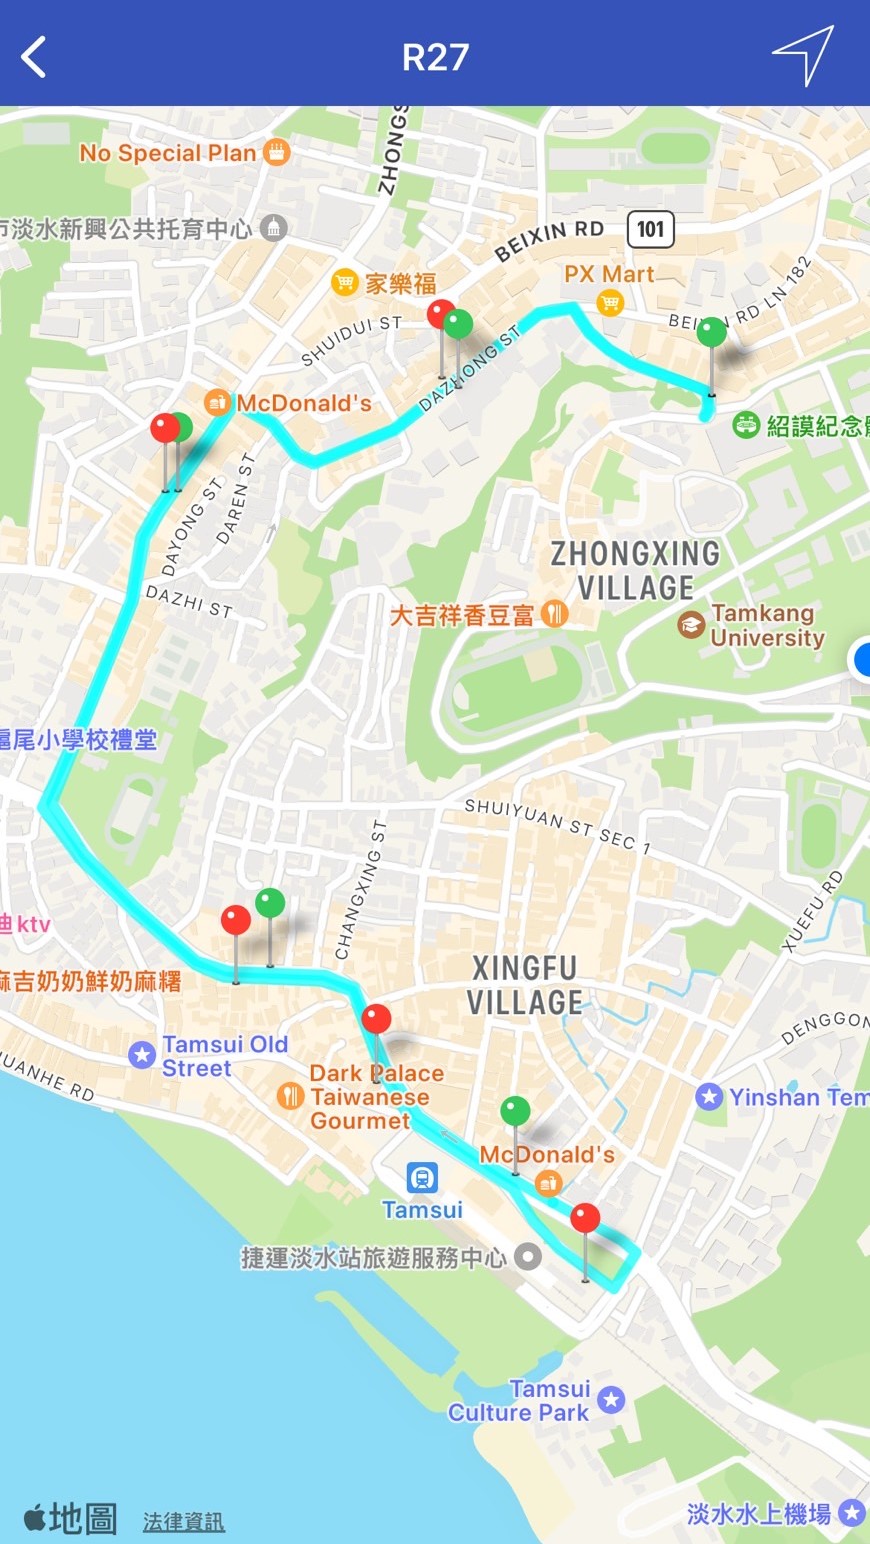 R27
ZHONGS
No Special Plan
市淡水新興公共托育中心
BEIXIN RD
101
家樂福
PX Mart
BEIXIN RD LN 182
SHUIDUI ST
DAZHONG ST
McDonald's
紹謨紀念
DAYONG ST
DAREN ST
ZHONGXING
VILLAGE
DAZHI ST
大吉祥香豆富
Tamkang
University
滬尾小學校禮堂
SHUIYUAN ST SEC 1
CHANGXING ST
XUEFU RD
迪ktv
XINGFU
VILLAGE
麻吉奶奶鮮奶麻糬
DENGGON
Tamsui Old
Street
UANHE RD
Dark Palace
Taiwanese
Gourmet
Yinshan Tem
McDonald's
Tamsui
捷運淡水站旅遊服務中心
Tamsui
Culture Park
淡水水上機場
地圖
法律資訊